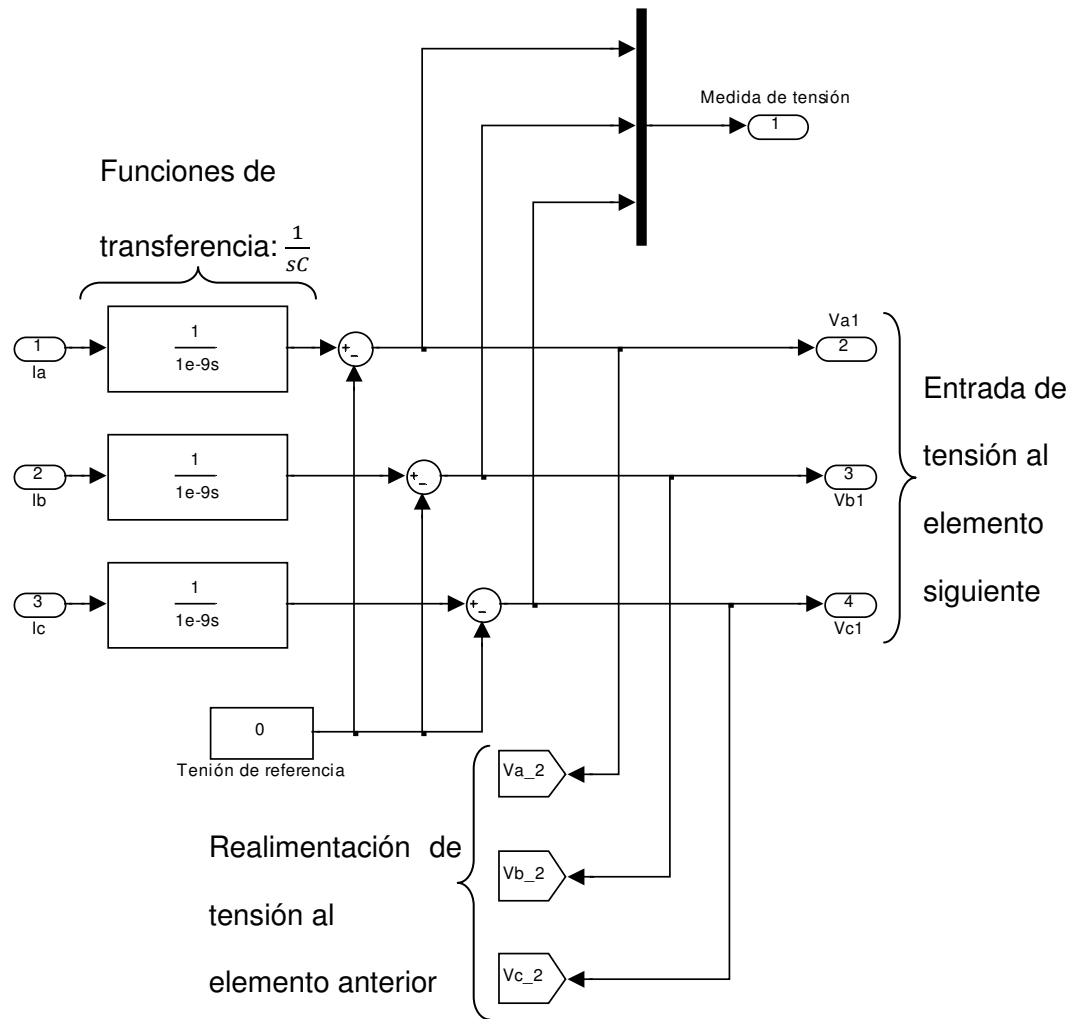 Medida de tensión
1
Funciones de
transferencia: 1/sC
1
Ia
1
1e-9s
+
-
Va1
2
2
Ib
1
1e-9s
+
-
3
Vb1
3
Ic
1
1e-9s
+
-
4
Vc1
Entrada de
tensión al
elemento
siguiente
0
Tenión de referencia
Va_2
Vb_2
Vc_2
Realimentación de
tensión al
elemento anterior